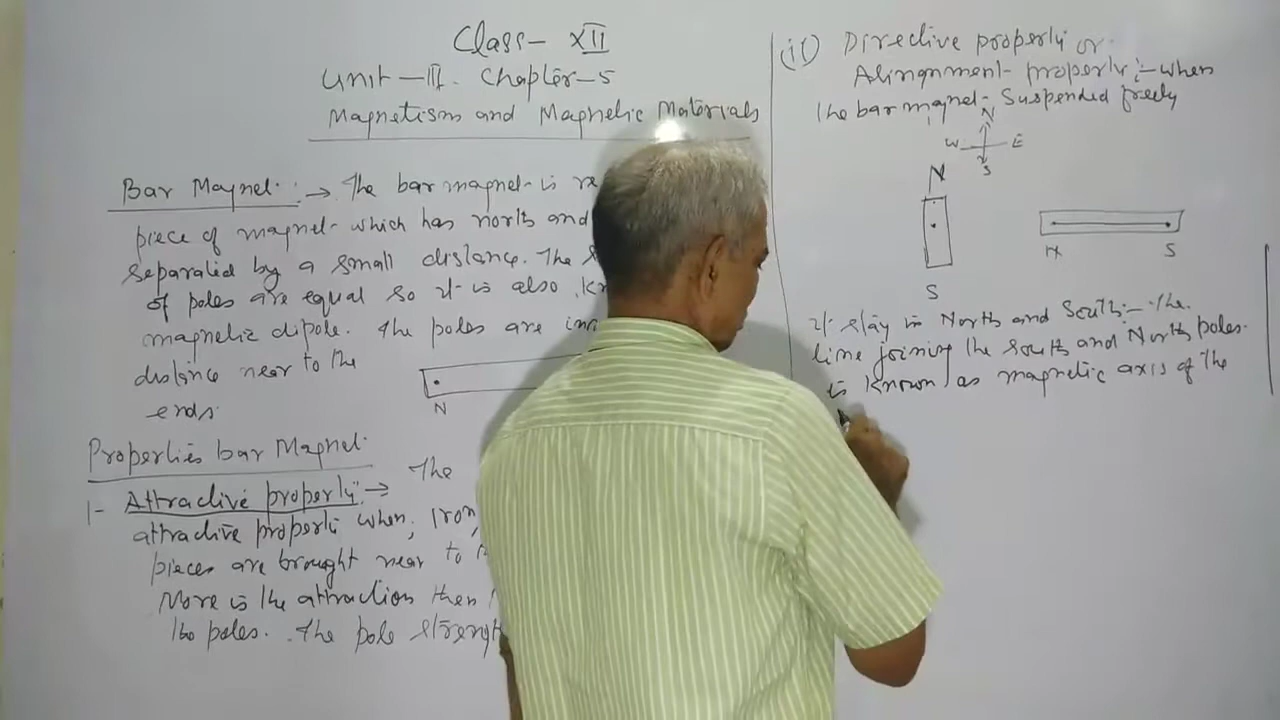 Class - XII
Unit - III. Chapter - 5
Magnetism and Magnetic Materials
Bar Magnet :→ The bar magnet is
piece of magnet which has north and
separated by a small distance. The
of poles are equal so it is also
magnetic dipole. The poles are
distance near to the
ends.
N
Properties bar Magnet.
1- Attractive property :→ The
attractive property when, Iron,
pieces are brought near to
More is the attraction then
the poles. The pole strength
(ii) Directive property or
Alingnment property :- when
the bar magnet suspended freely
N
W E
S
N
S
N S
it stay in North and South :- The
line joining the south and North poles.
is known as magnetic axis of the